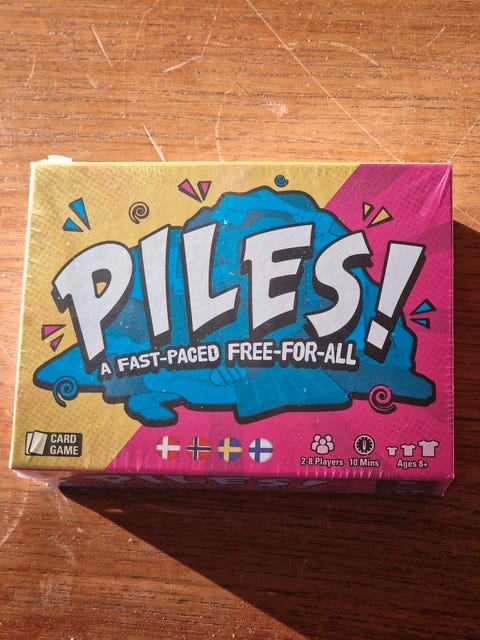 PILES!
A FAST-PACED FREE-FOR-ALL
CARD
GAME
2-8 Players
10 Mins
Ages 8+
PILES!